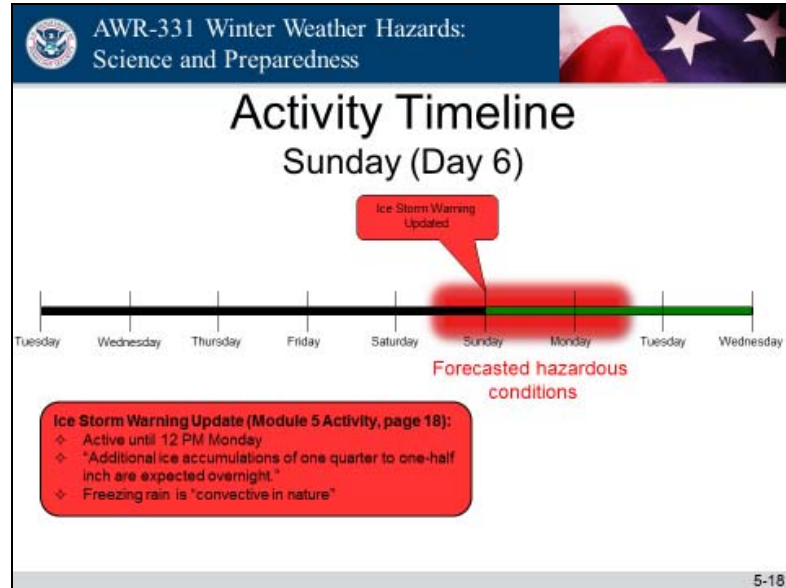 AWR-331 Winter Weather Hazards:
Science and Preparedness
Activity Timeline
Sunday (Day 6)
Ice Storm Warning
Updated
Tuesday Wednesday Thursday Friday Saturday Sunday Monday Tuesday Wednesday
Forecasted hazardous
conditions
Ice Storm Warning Update (Module 5 Activity, page 18):
❖ Active until 12 PM Monday
❖ "Additional ice accumulations of one quarter to one-half
inch are expected overnight."
❖ Freezing rain is "convective in nature"
5-18